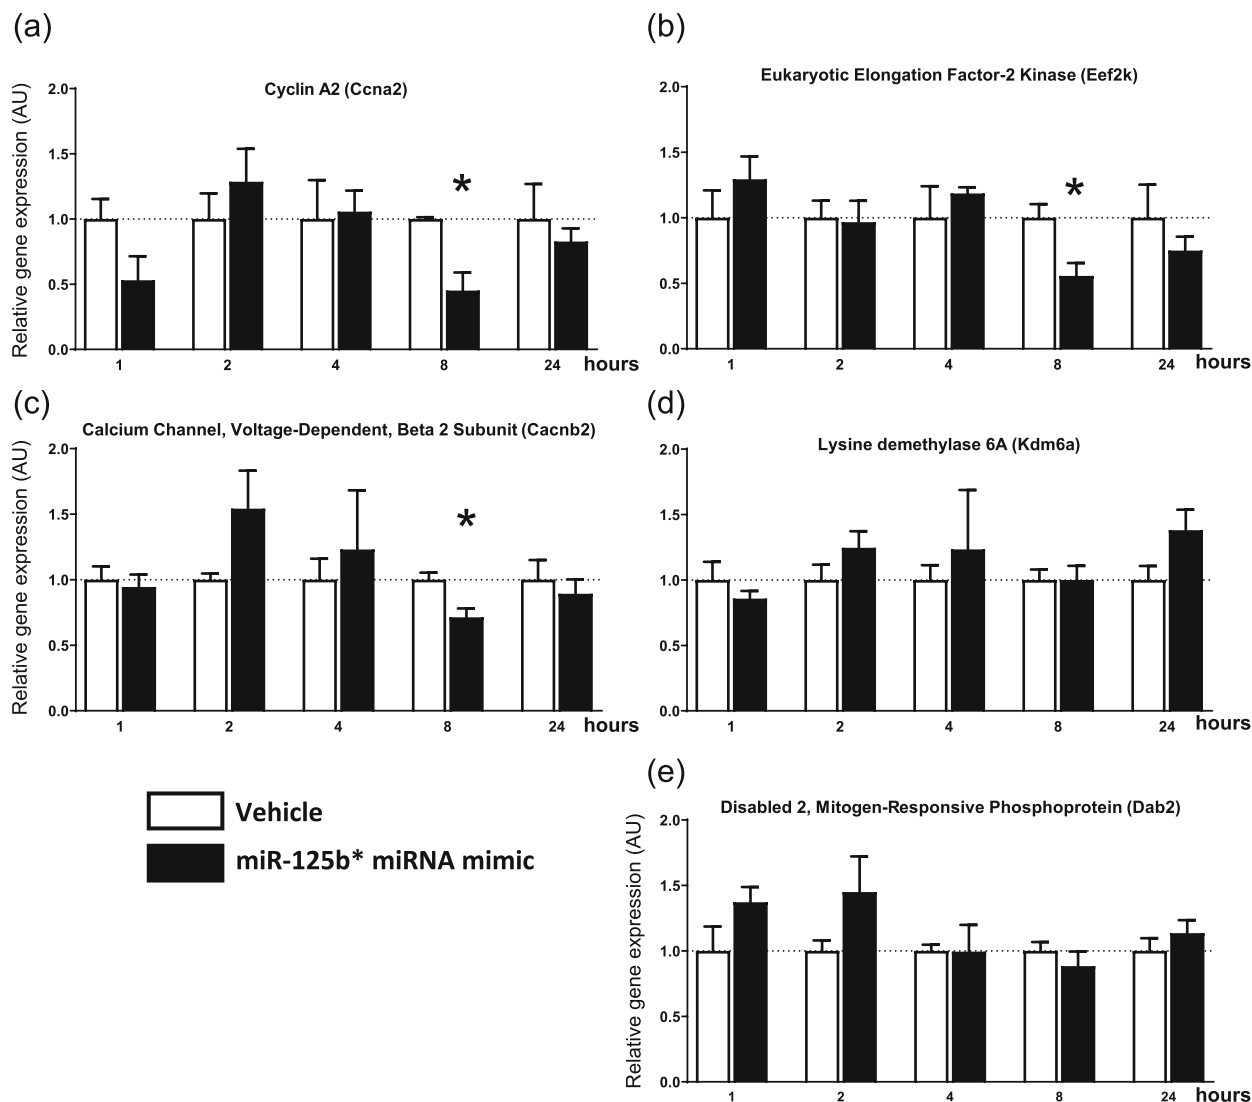 (a)
Cyclin A2 (Ccna2)
Relative gene expression (AU)
2.0
1.5
1.0
0.5
0.0
*
1 2 4 8 24 hours
(b)
Eukaryotic Elongation Factor-2 Kinase (Eef2k)
2.0
1.5
1.0
0.5
0.0
*
1 2 4 8 24 hours
(c)
Calcium Channel, Voltage-Dependent, Beta 2 Subunit (Cacnb2)
Relative gene expression (AU)
2.0
1.5
1.0
0.5
0.0
*
1 2 4 8 24 hours
(d)
Lysine demethylase 6A (Kdm6a)
2.0
1.5
1.0
0.5
0.0
1 2 4 8 24 hours
Vehicle
miR-125b* miRNA mimic
(e)
Disabled 2, Mitogen-Responsive Phosphoprotein (Dab2)
Relative gene expression (AU)
2.0
1.5
1.0
0.5
0.0
1 2 4 8 24 hours